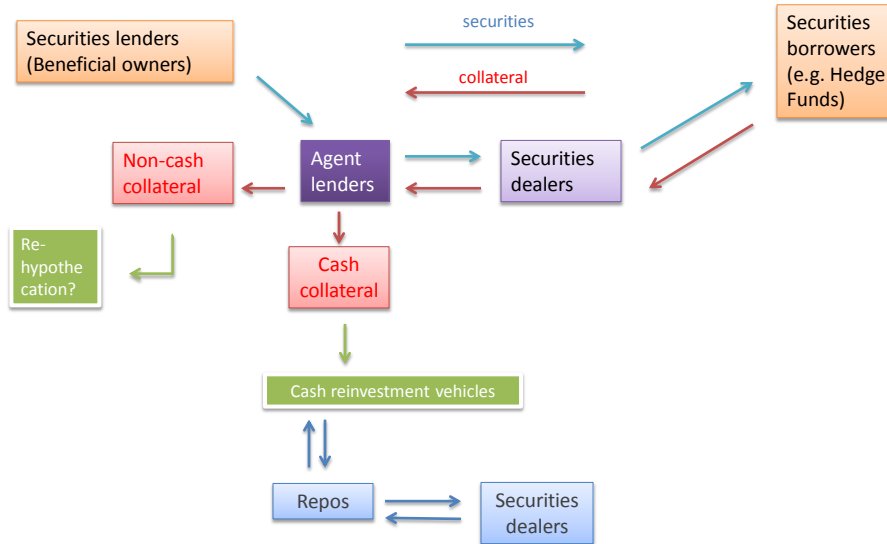 securities
Securities lenders
(Beneficial owners)
Securities
borrowers
(e.g. Hedge
Funds)
collateral
Non-cash
collateral
Agent
lenders
Securities
dealers
Re-
hypothe
cation?
Cash
collateral
Cash reinvestment vehicles
Repos
Securities
dealers